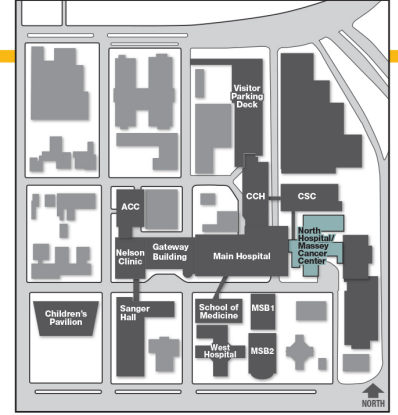 Visitor
Parking
Deck
CCH
CSC
ACC
North
Hospital/
Massey
Cancer
Center
Nelson
Clinic
Gateway
Building
Main Hospital
Children's
Pavilion
Sanger
Hall
School of
Medicine
MSB1
West
Hospital
MSB2
NORTH